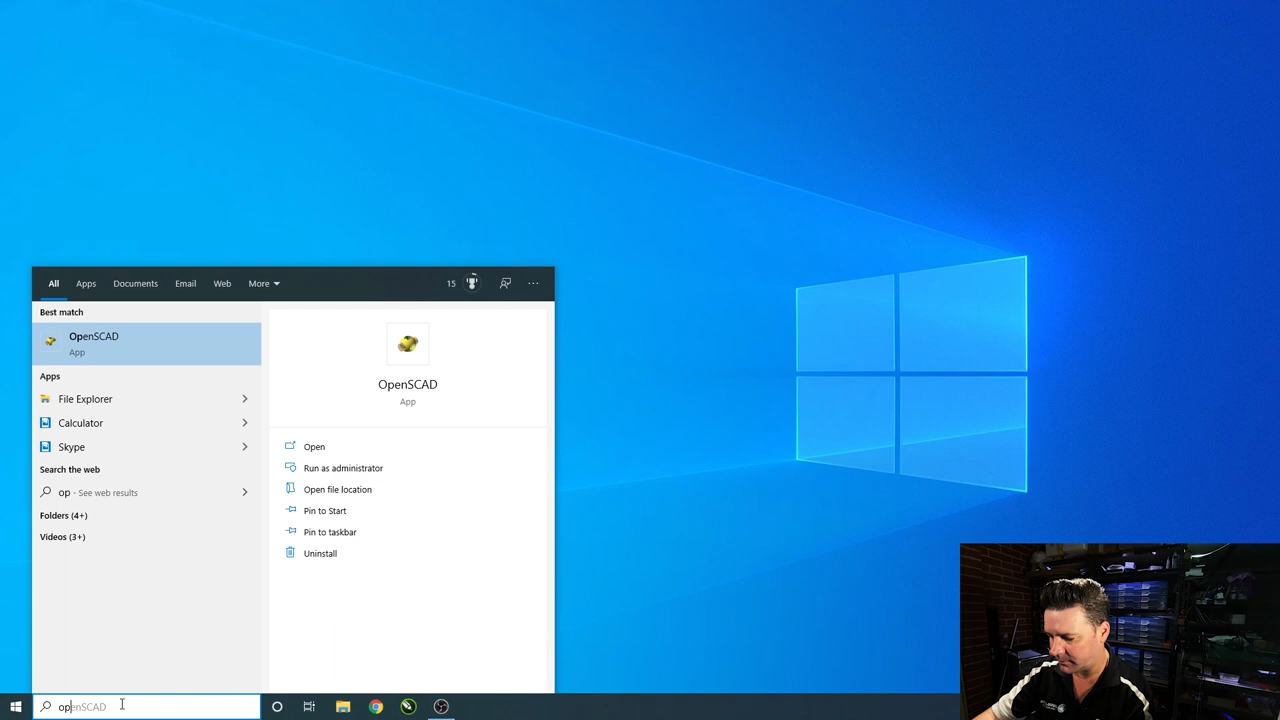 All
Apps
Documents
Email
Web
More
15
...
Best match
OpenSCAD
App
Apps
File Explorer
Calculator
Skype
Search the web
op - See web results
Folders (4+)
Videos (3+)
OpenSCAD
App
Open
Run as administrator
Open file location
Pin to Start
Pin to taskbar
Uninstall
openSCAD